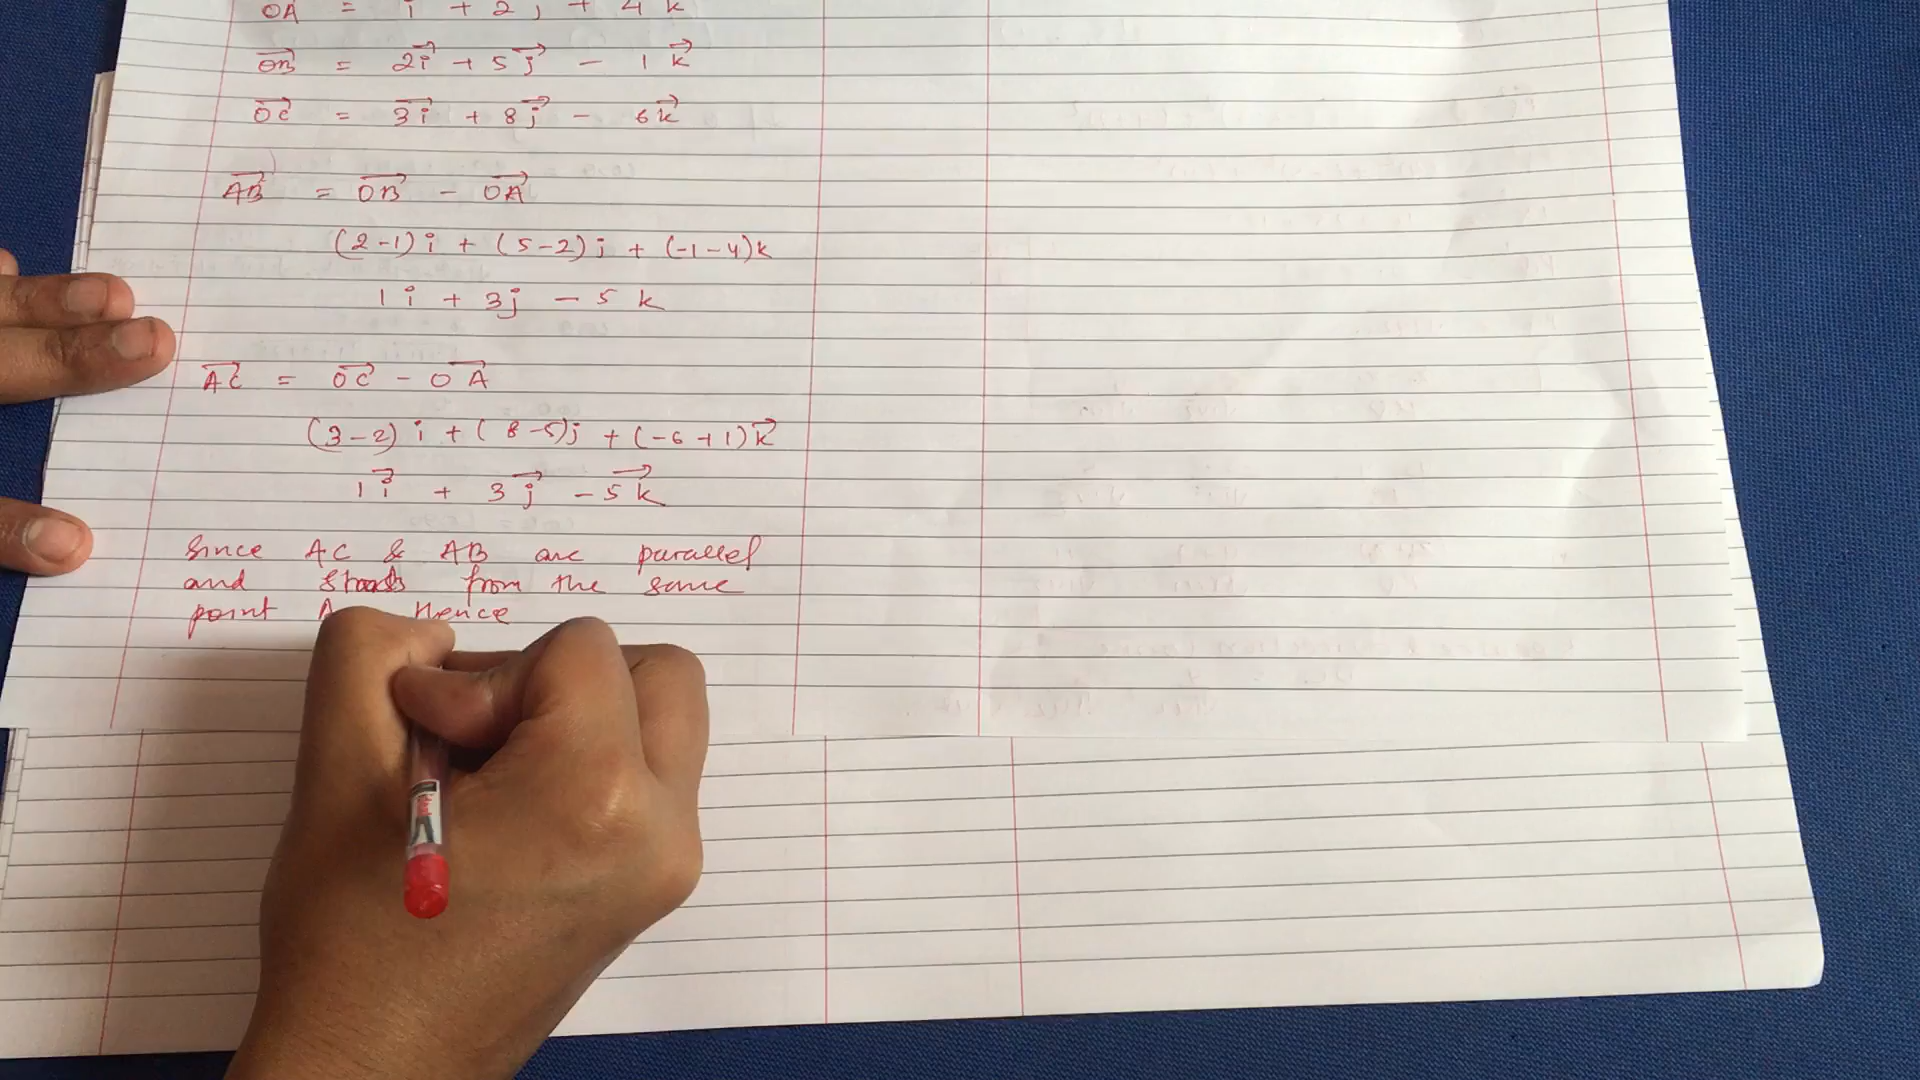 OA = i + 2j + 4k
OB = 2i + 5j - 1k
OC = 3i + 8j - 6k
AB = OB - OA
(2-1)i + (5-2)j + (-1-4)k
1i + 3j - 5k
AC = OC - OA
(3-2)i + (8-5)j + (-6+1)k
1i + 3j - 5k
Since AC & AB are parallel
and from the same
point A Hence